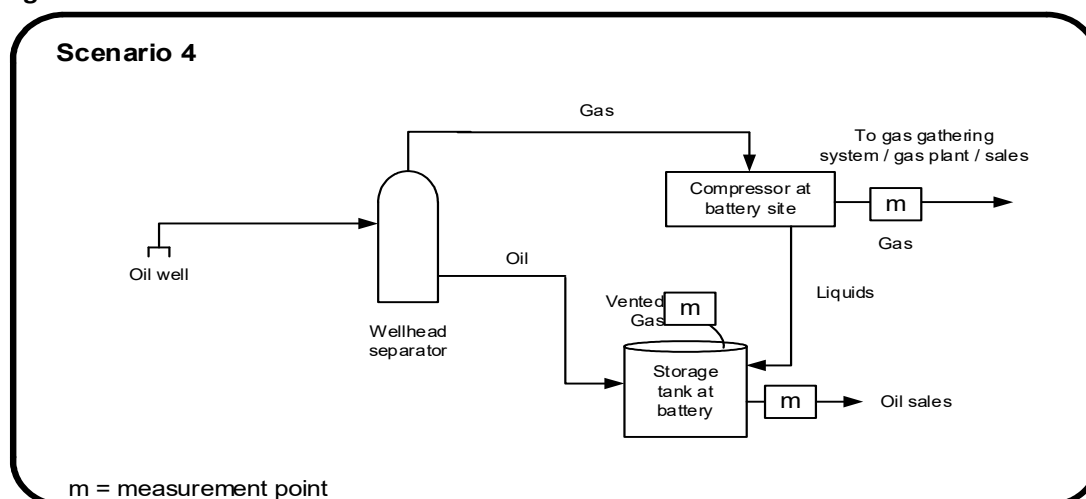 Scenario 4
Gas
To gas gathering
system / gas plant / sales
Compressor at
battery site
m
Gas
Oil well
Oil
Liquids
Wellhead
separator
Vented
Gas
m
Storage
tank at
battery
m
Oil sales
m = measurement point